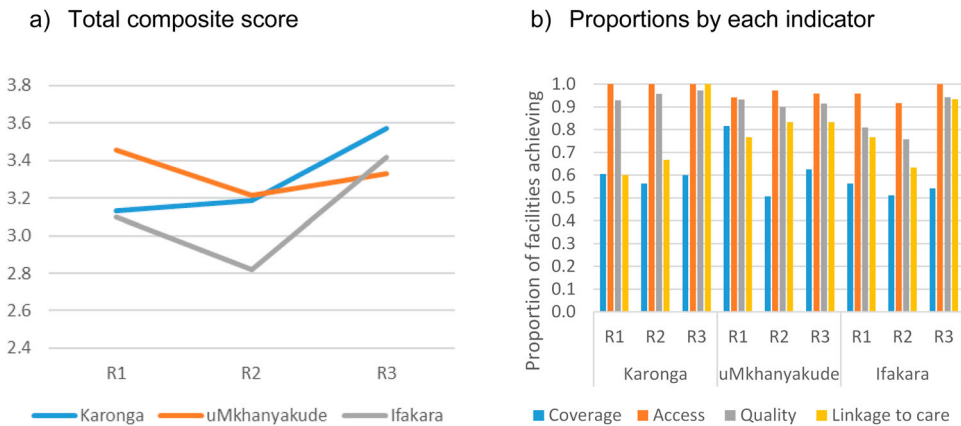 a) Total composite score
3.8
3.6
3.4
3.2
3.0
2.8
2.6
2.4
R1 R2 R3
Karonga uMkhanyakude Ifakara
b) Proportions by each indicator
Proportion of facilities achieving
1.0
0.9
0.8
0.7
0.6
0.5
0.4
0.3
0.2
0.1
0.0
R1 R2 R3 R1 R2 R3 R1 R2 R3
Karonga uMkhanyakude Ifakara
Coverage Access Quality Linkage to care